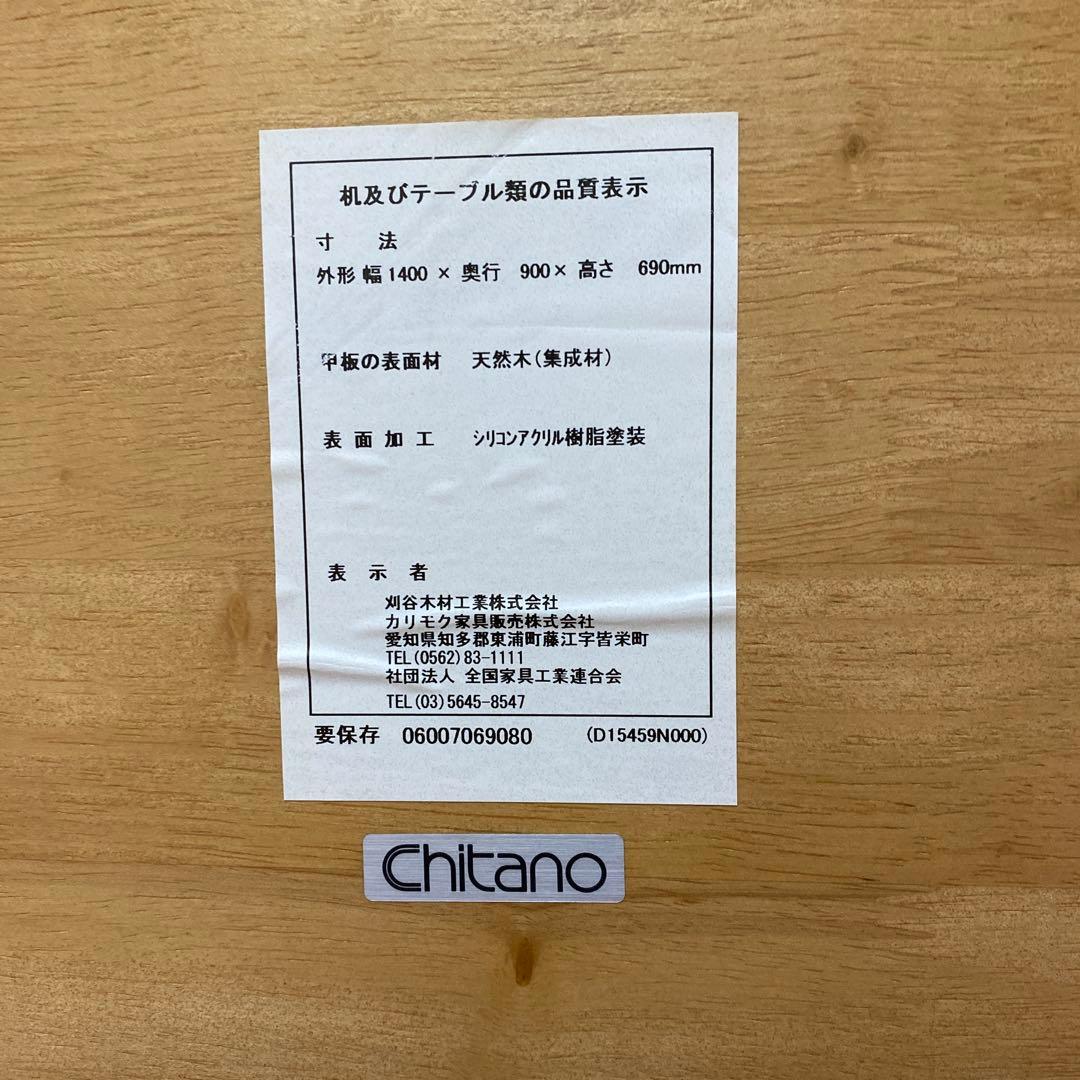 机及びテーブル類の品質表示
寸 法
外形 幅 1400 × 奥行 900 × 高さ 690mm
甲板の表面材 天然木(集成材)
表 面 加 工 シリコンアクリル樹脂塗装
表 示 者
刈谷木材工業株式会社
カリモク家具販売株式会社
愛知県知多郡東浦町藤江字皆栄町
TEL(0562)83-1111
社団法人 全国家具工業連合会
TEL(03)5645-8547
要保存 06007069080 (D15459N000)
Chitano